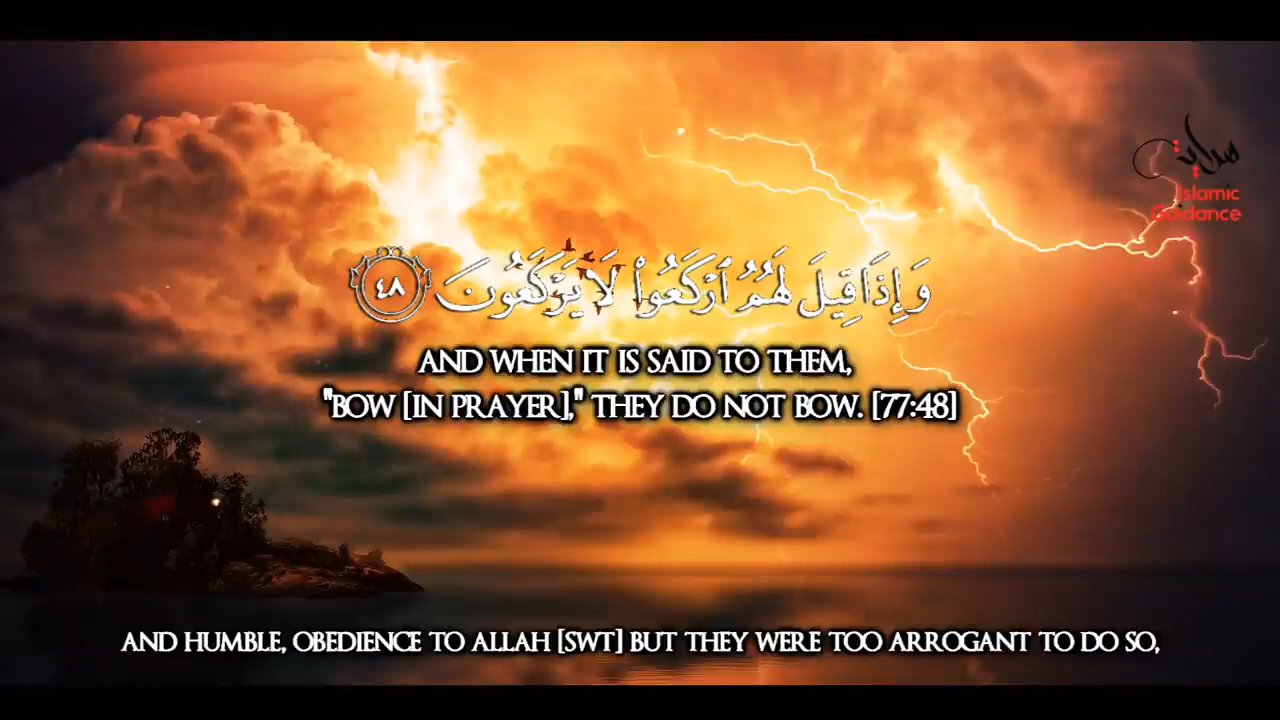 هداية
Islamic
Guidance
وَإِذَا قِيلَ لَهُمُ ٱرْكَعُوا۟ لَا يَرْكَعُونَ ٤٨
AND WHEN IT IS SAID TO THEM,
"BOW [IN PRAYER]," THEY DO NOT BOW. [77:48]
AND HUMBLE, OBEDIENCE TO ALLAH [SWT] BUT THEY WERE TOO ARROGANT TO DO SO,